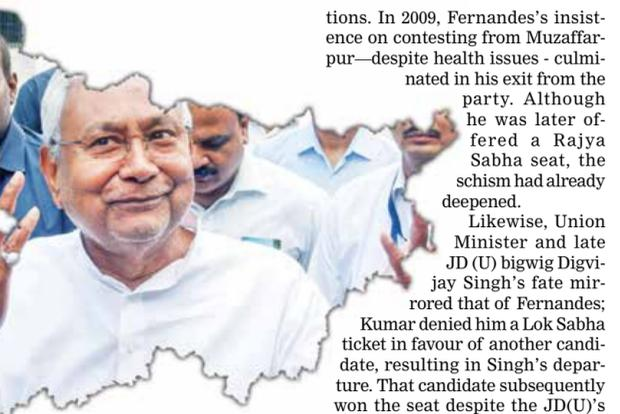 tions. In 2009, Fernandes's insist-
ence on contesting from Muzaffar-
pur—despite health issues - culmi-
nated in his exit from the
party. Although
he was later of-
fered a Rajya
Sabha seat, the
schism had already
deepened.
Likewise, Union
Minister and late
JD (U) bigwig Digvi-
jay Singh's fate mir-
rored that of Fernandes;
Kumar denied him a Lok Sabha
ticket in favour of another candi-
date, resulting in Singh's depar-
ture. That candidate subsequently
won the seat despite the JD(U)'s